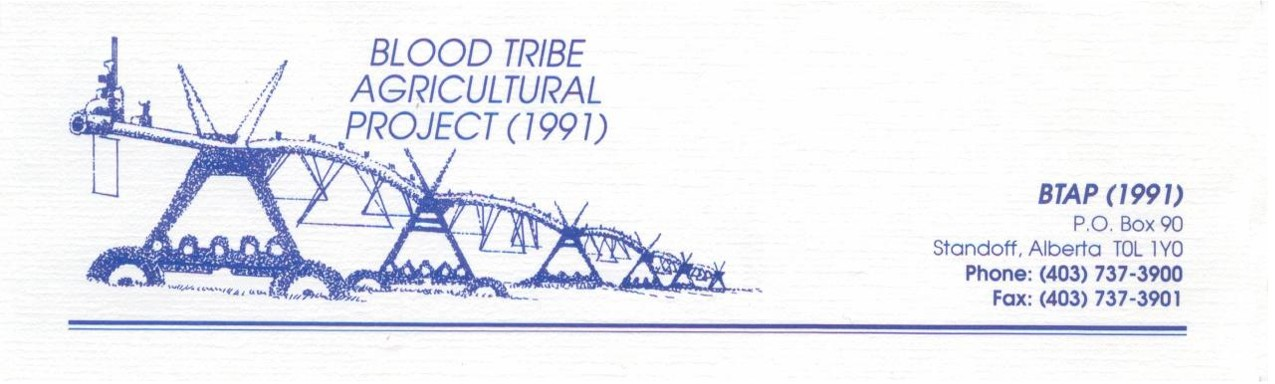 BLOOD TRIBE
AGRICULTURAL
PROJECT (1991)
BTAP (1991)
P.O. Box 90
Standoff, Alberta T0L 1Y0
Phone: (403) 737-3900
Fax: (403) 737-3901